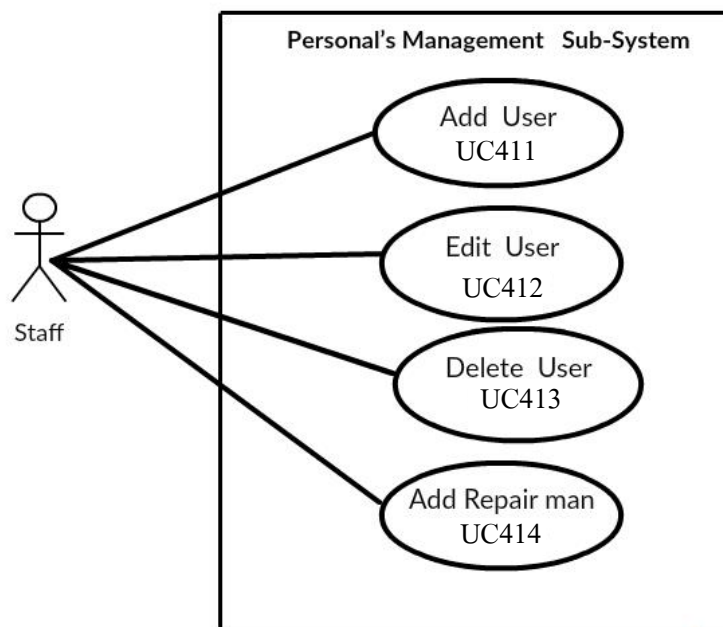 Personal's Management Sub-System
Add User
UC411
Edit User
UC412
Staff
Delete User
UC413
Add Repair man
UC414